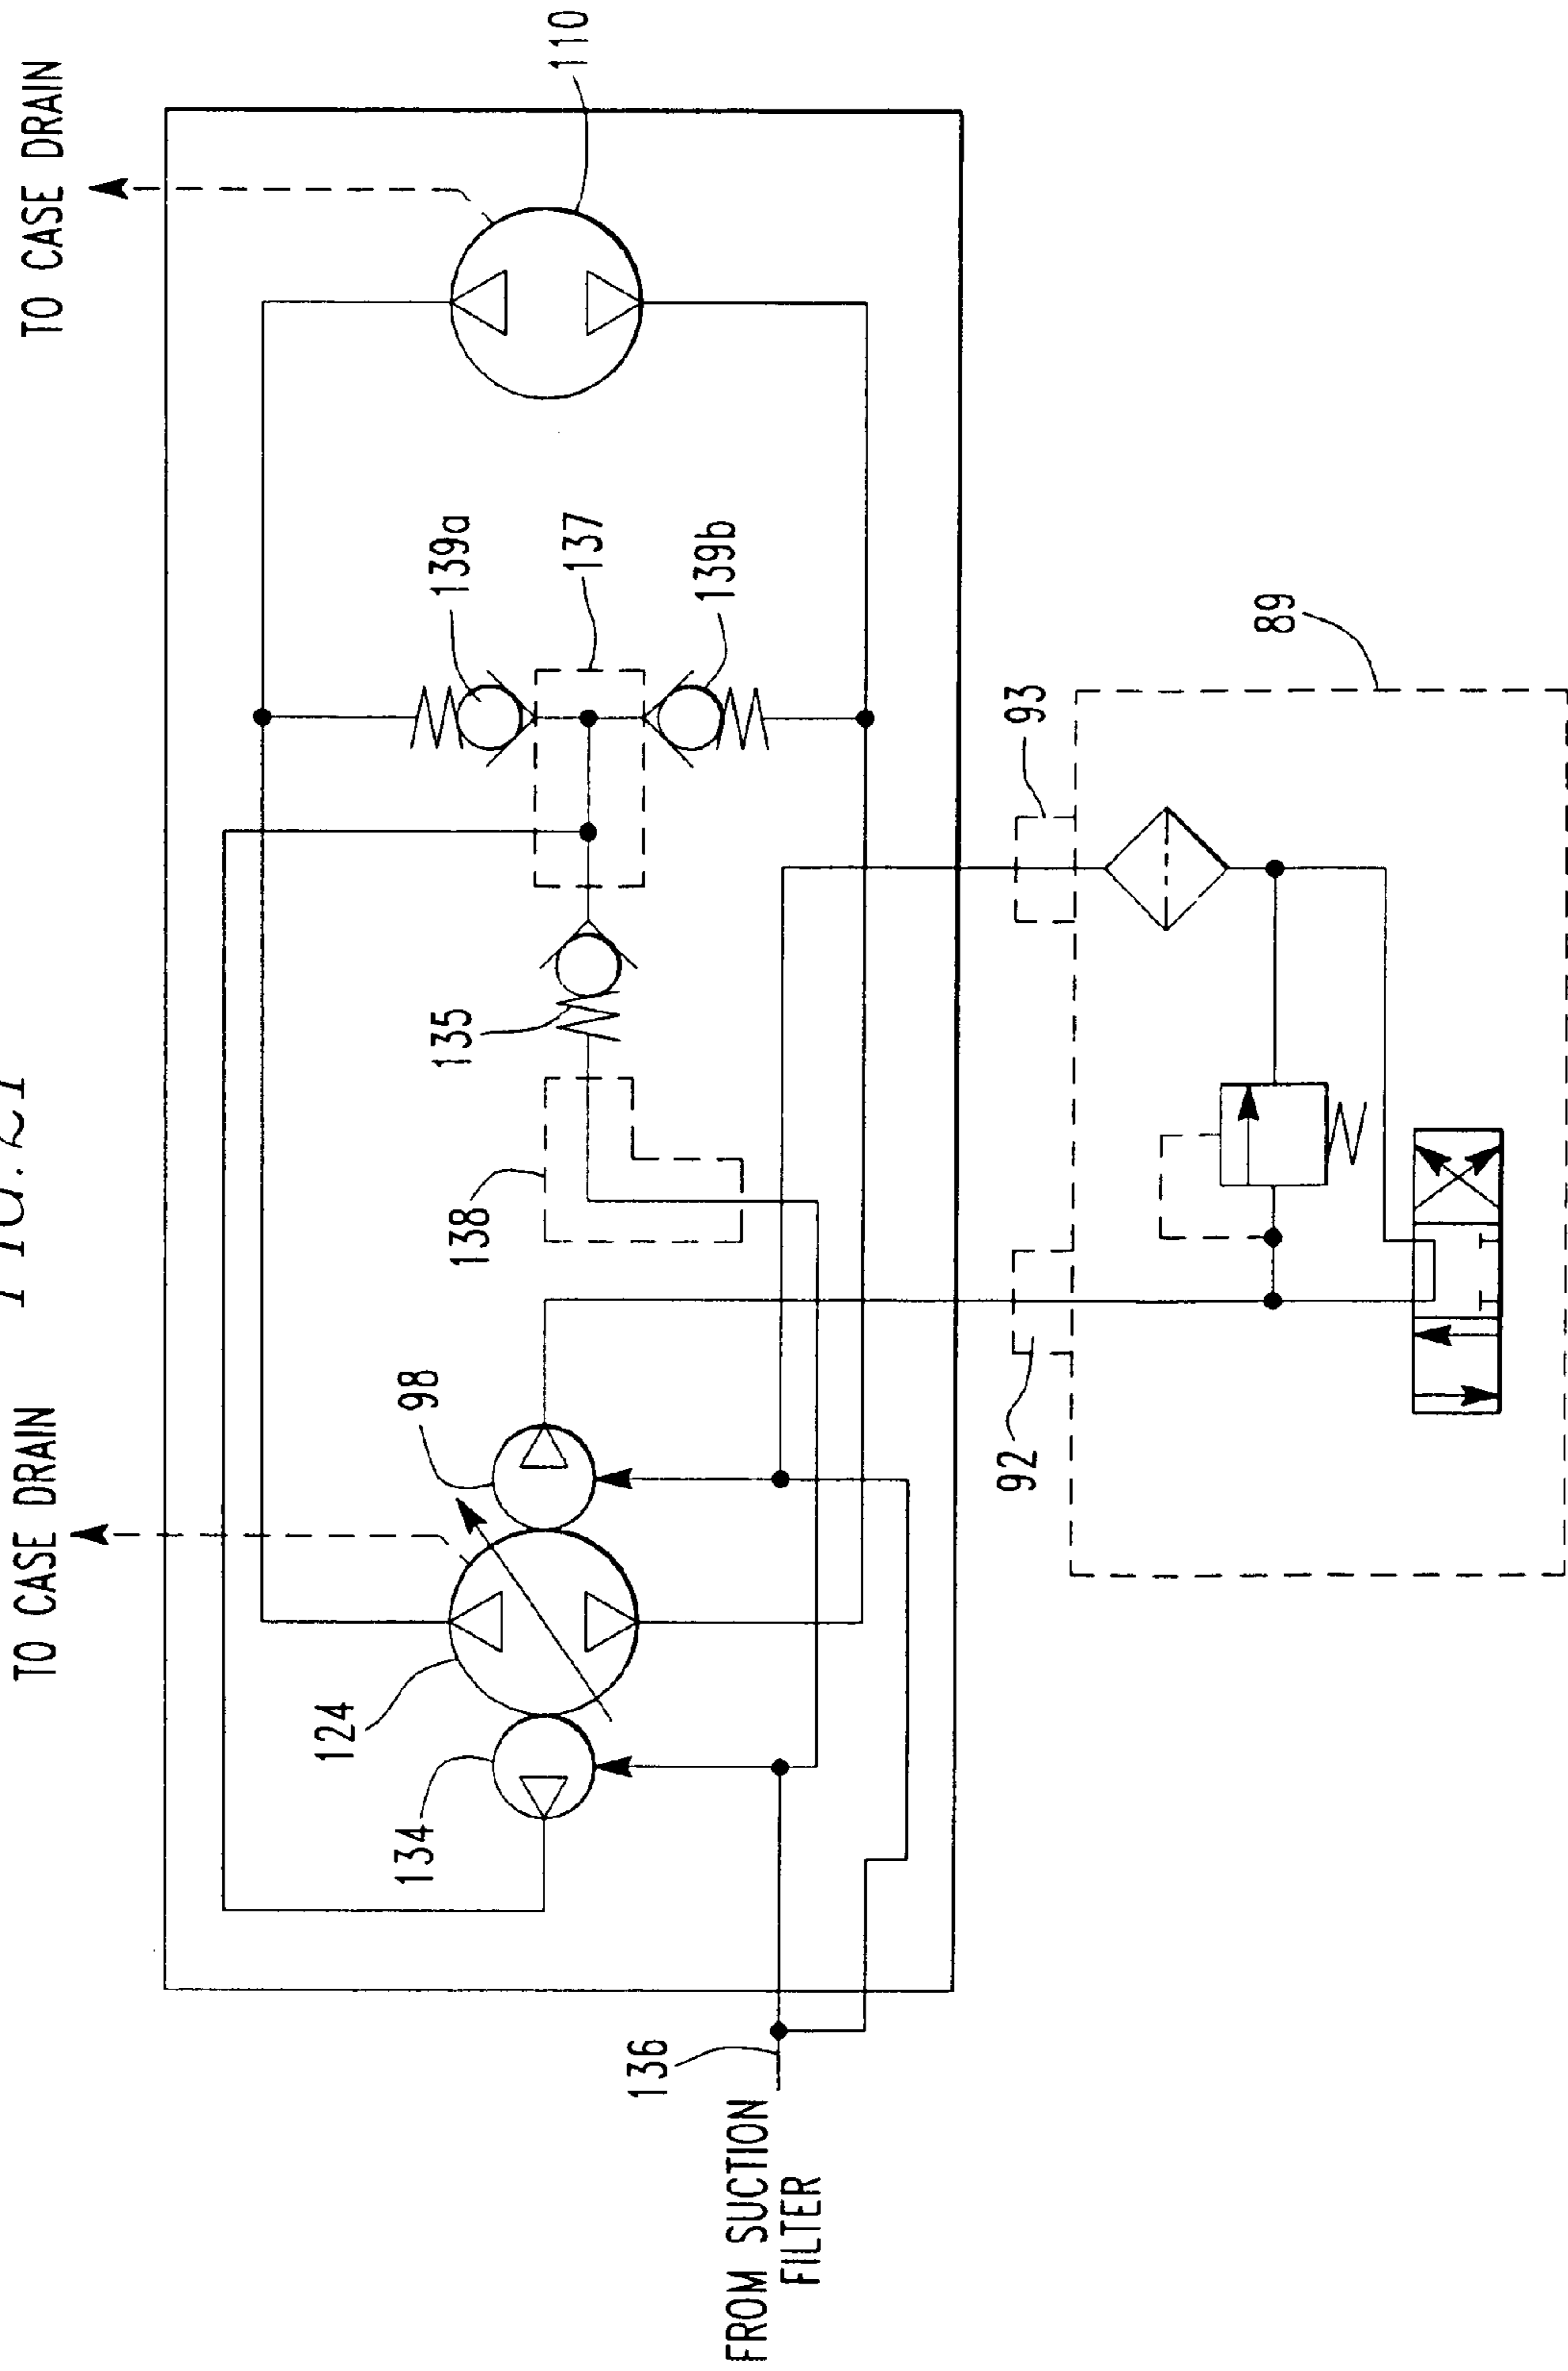 TO CASE DRAIN
TO CASE DRAIN
110
139a
137
139b
135
138
98
124
134
136
FROM SUCTION
FILTER
93
89
92